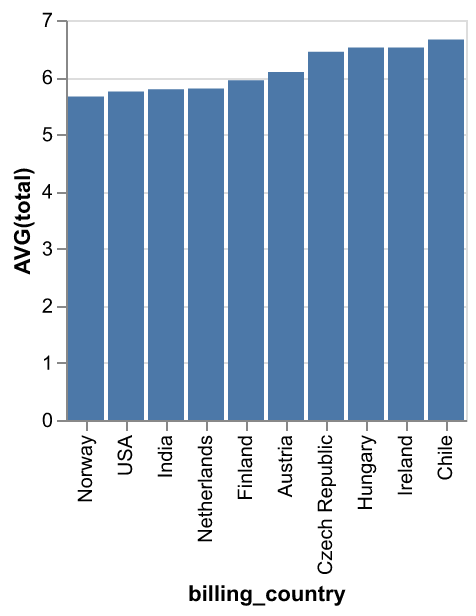 7
6
5
4
3
2
1
0
AVG(total)
Norway
USA
India
Netherlands
Finland
Austria
Czech Republic
Hungary
Ireland
Chile
billing_country